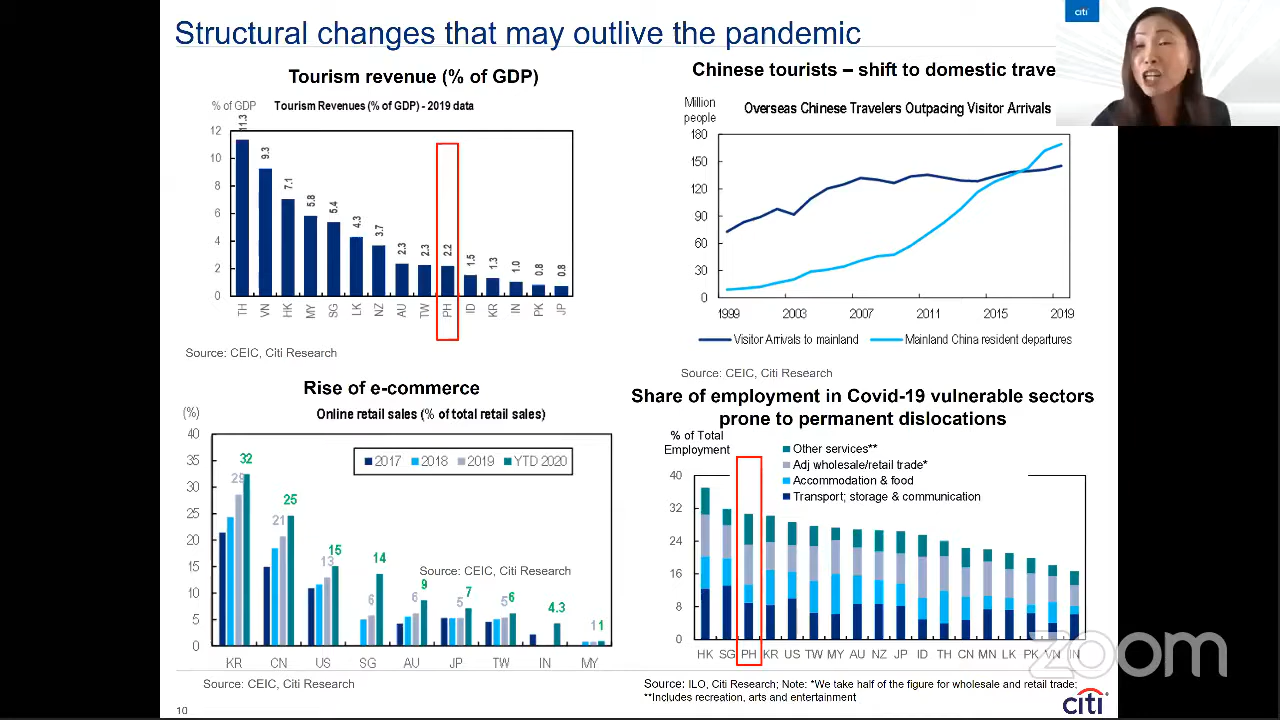 Structural changes that may outlive the pandemic
citi
Tourism revenue (% of GDP)
% of GDP
Tourism Revenues (% of GDP) - 2019 data
12
10
8
6
4
2
0
11.3
9.3
7.1
5.8
5.4
4.3
3.7
2.3
2.3
2.2
1.5
1.3
1.0
0.8
0.8
TH VN HK MY SG LK NZ AU TW PH ID KR IN PK JP
Source: CEIC, Citi Research
Chinese tourists – shift to domestic trave
Million
people
Overseas Chinese Travelers Outpacing Visitor Arrivals
180
150
120
90
60
30
0
1999 2003 2007 2011 2015 2019
Visitor Arrivals to mainland Mainland China resident departures
Source: CEIC, Citi Research
Rise of e-commerce
(%)
Online retail sales (% of total retail sales)
2017 2018 2019 YTD 2020
40
35
30
25
20
15
10
5
0
29 32
21 25
13 15
6 14
6 9
5 7
5 6
4.3
1 1
Source: CEIC, Citi Research
KR CN US SG AU JP TW IN MY
Source: CEIC, Citi Research
Share of employment in Covid-19 vulnerable sectors
prone to permanent dislocations
% of Total
Employment
Other services**
Adj wholesale/retail trade*
Accommodation & food
Transport; storage & communication
40
32
24
16
8
0
HK SG PH KR US TW MY AU NZ JP ID TH CN MN LK PK VN IN
Source: ILO, Citi Research; Note: *We take half of the figure for wholesale and retail trade;
**Includes recreation, arts and entertainment
zoom
citi
10